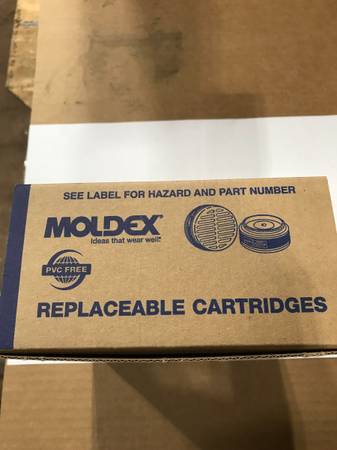 SEE LABEL FOR HAZARD AND PART NUMBER
MOLDEX®
Ideas that wear well.®
PVC FREE
REPLACEABLE CARTRIDGES